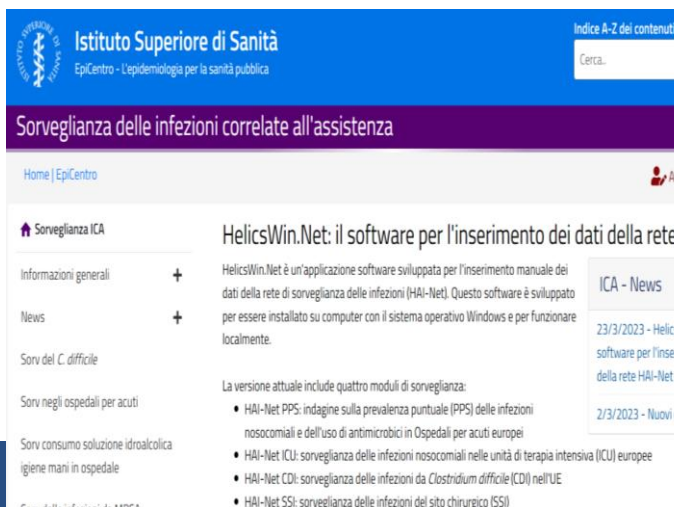 Istituto Superiore di Sanità
EpiCentro - L'epidemiologia per la sanità pubblica
Indice A-Z dei contenuti
Cerca..
Sorveglianza delle infezioni correlate all'assistenza
Home | EpiCentro
Sorveglianza ICA
Informazioni generali +
News +
Sorv del C. difficile
Sorv negli ospedali per acuti
Sorv consumo soluzione idroalcolica
igiene mani in ospedale
HelicsWin.Net: il software per l'inserimento dei dati della rete
HelicsWin.Net è un'applicazione software sviluppata per l'inserimento manuale dei
dati della rete di sorveglianza delle infezioni (HAI-Net). Questo software è sviluppato
per essere installato su computer con il sistema operativo Windows e per funzionare
localmente.
La versione attuale include quattro moduli di sorveglianza:
• HAI-Net PPS: indagine sulla prevalenza puntuale (PPS) delle infezioni
nosocomiali e dell'uso di antimicrobici in Ospedali per acuti europei
• HAI-Net ICU: sorveglianza delle infezioni nosocomiali nelle unità di terapia intensiva (ICU) europee
• HAI-Net CDI: sorveglianza delle infezioni da Clostridium difficile (CDI) nell'UE
• HAI-Net SSI: sorveglianza delle infezioni del sito chirurgico (SSI)
ICA - News
23/3/2023 - Helic
software per l'inse
della rete HAI-Net
2/3/2023 - Nuovi